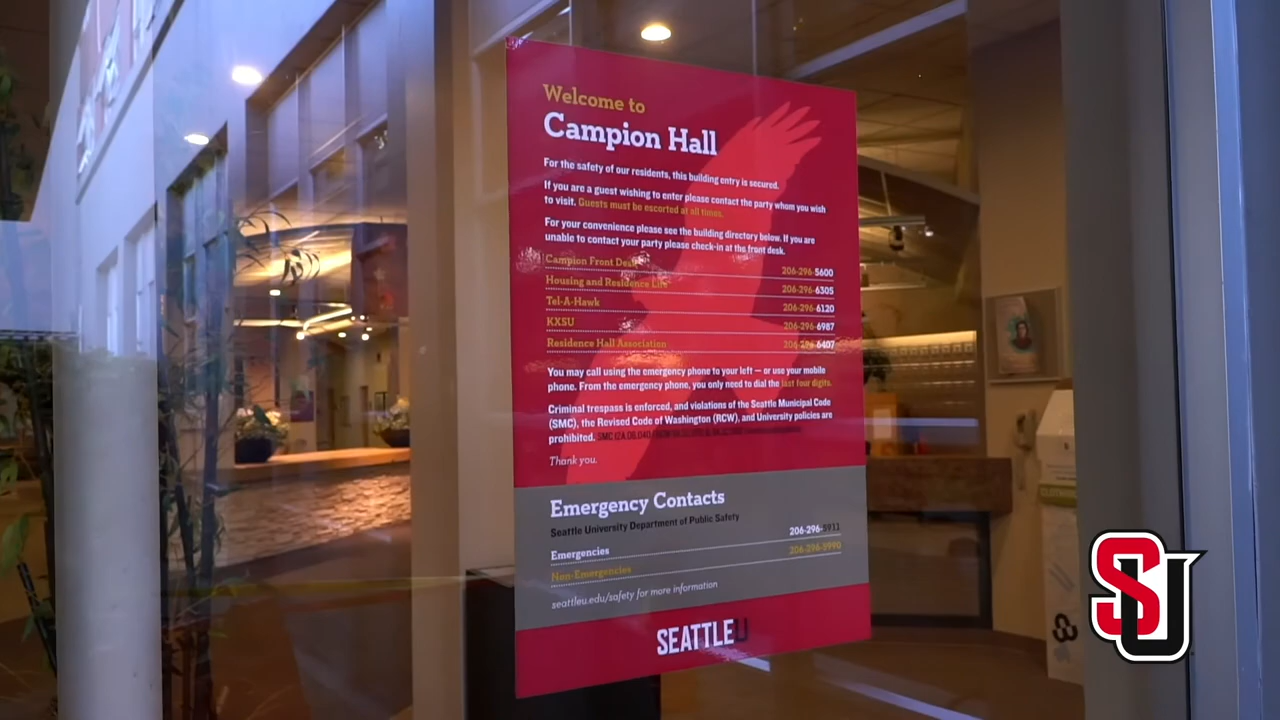 Welcome to
Campion Hall
For the safety of our residents, this building entry is secured.
If you are a guest wishing to enter please contact the party whom you wish
to visit. Guests must be escorted at all times.
For your convenience please see the building directory below. If you are
unable to contact your party please check-in at the front desk.
Campion Front Desk 206-296-5600
Housing and Residence Life 206-296-6305
Tel-A-Hawk 206-296-6120
KXSU 206-296-6987
Residence Hall Association 206-296-6407
You may call using the emergency phone to your left — or use your mobile
phone. From the emergency phone, you only need to dial the last four digits.
Criminal trespass is enforced, and violations of the Seattle Municipal Code
(SMC), the Revised Code of Washington (RCW), and University policies are
prohibited.
Thank you.
Emergency Contacts
Seattle University Department of Public Safety
Emergencies 206-296-5911
Non-Emergencies 206-296-5990
seattleu.edu/safety for more information
SEATTLEU
SU